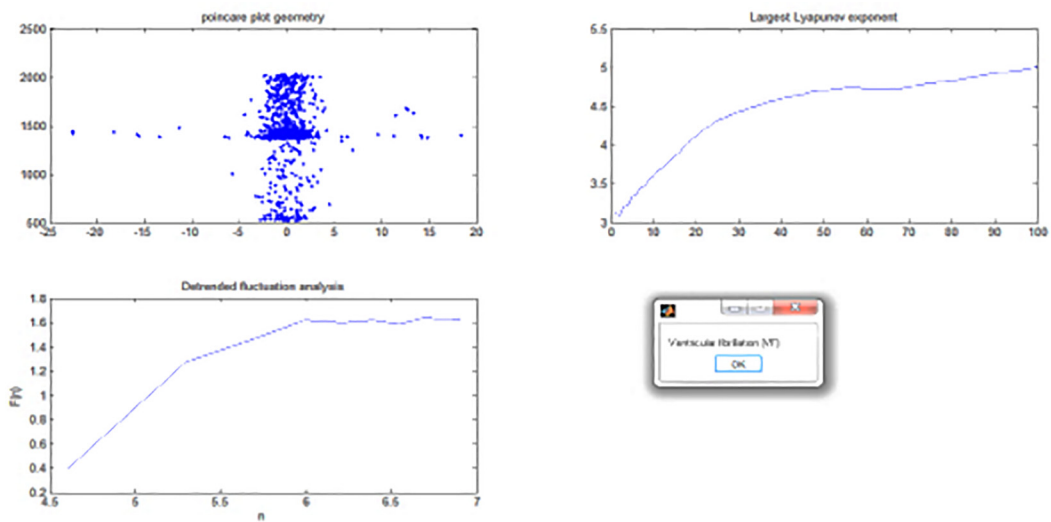 poincare plot geometry
2500
2000
1500
1000
500
-25 -20 -15 -10 -5 0 5 10 15 20
Largest Lyapunov exponent
5.5
5
4.5
4
3.5
3
0 10 20 30 40 50 60 70 80 90 100
Detrended fluctuation analysis
1.8
1.6
1.4
1.2
1
0.8
0.6
0.4
0.2
F(n)
4.5 5 5.5 6 6.5 7
n
Ventricular fibrillation (VF)
OK